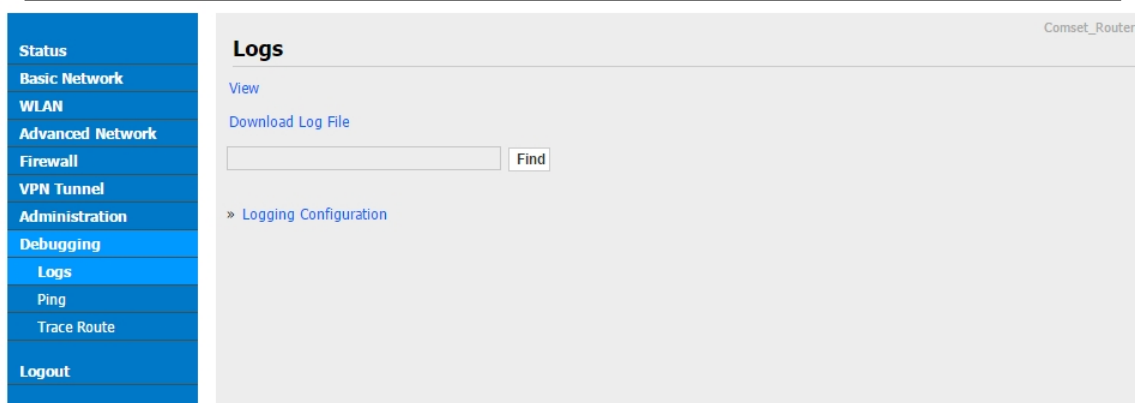 Comset_Router
Status
Basic Network
WLAN
Advanced Network
Firewall
VPN Tunnel
Administration
Debugging
Logs
Ping
Trace Route
Logout
Logs
View
Download Log File
Find
» Logging Configuration